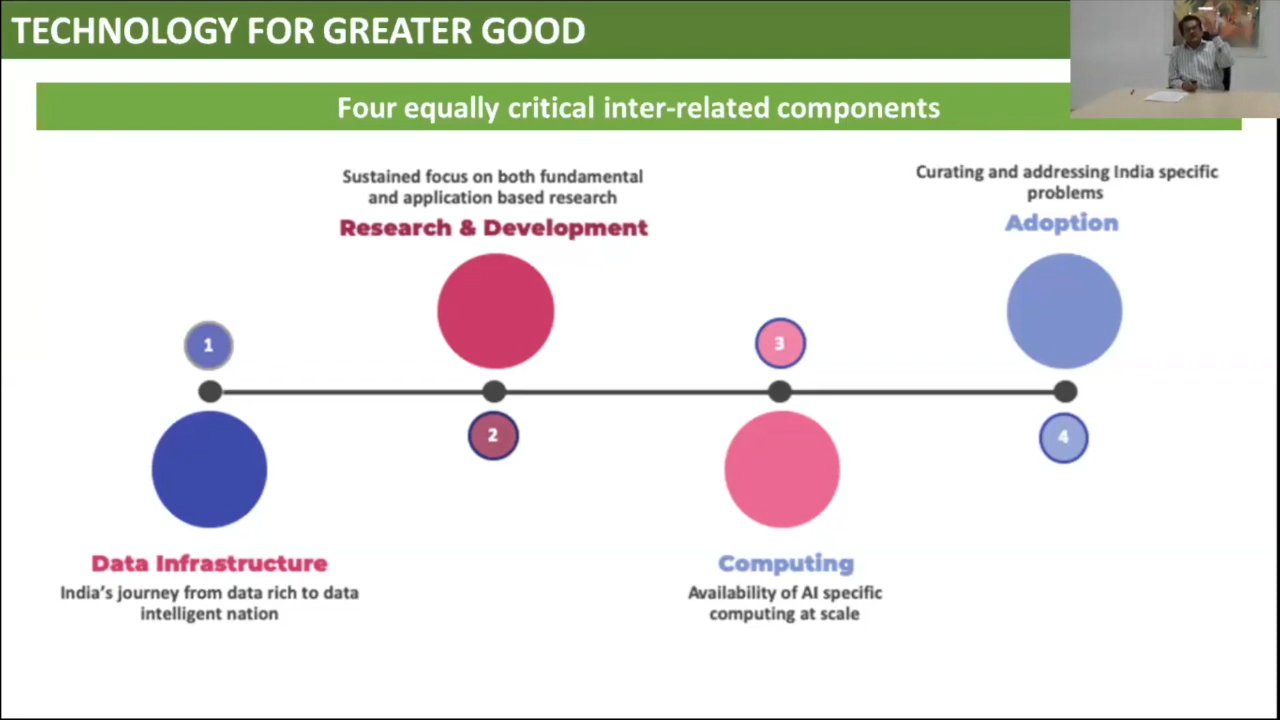 TECHNOLOGY FOR GREATER GOOD
Four equally critical inter-related components
1
Data Infrastructure
India's journey from data rich to data
intelligent nation
Sustained focus on both fundamental
and application based research
Research & Development
2
3
Computing
Availability of AI specific
computing at scale
Curating and addressing India specific
problems
Adoption
4